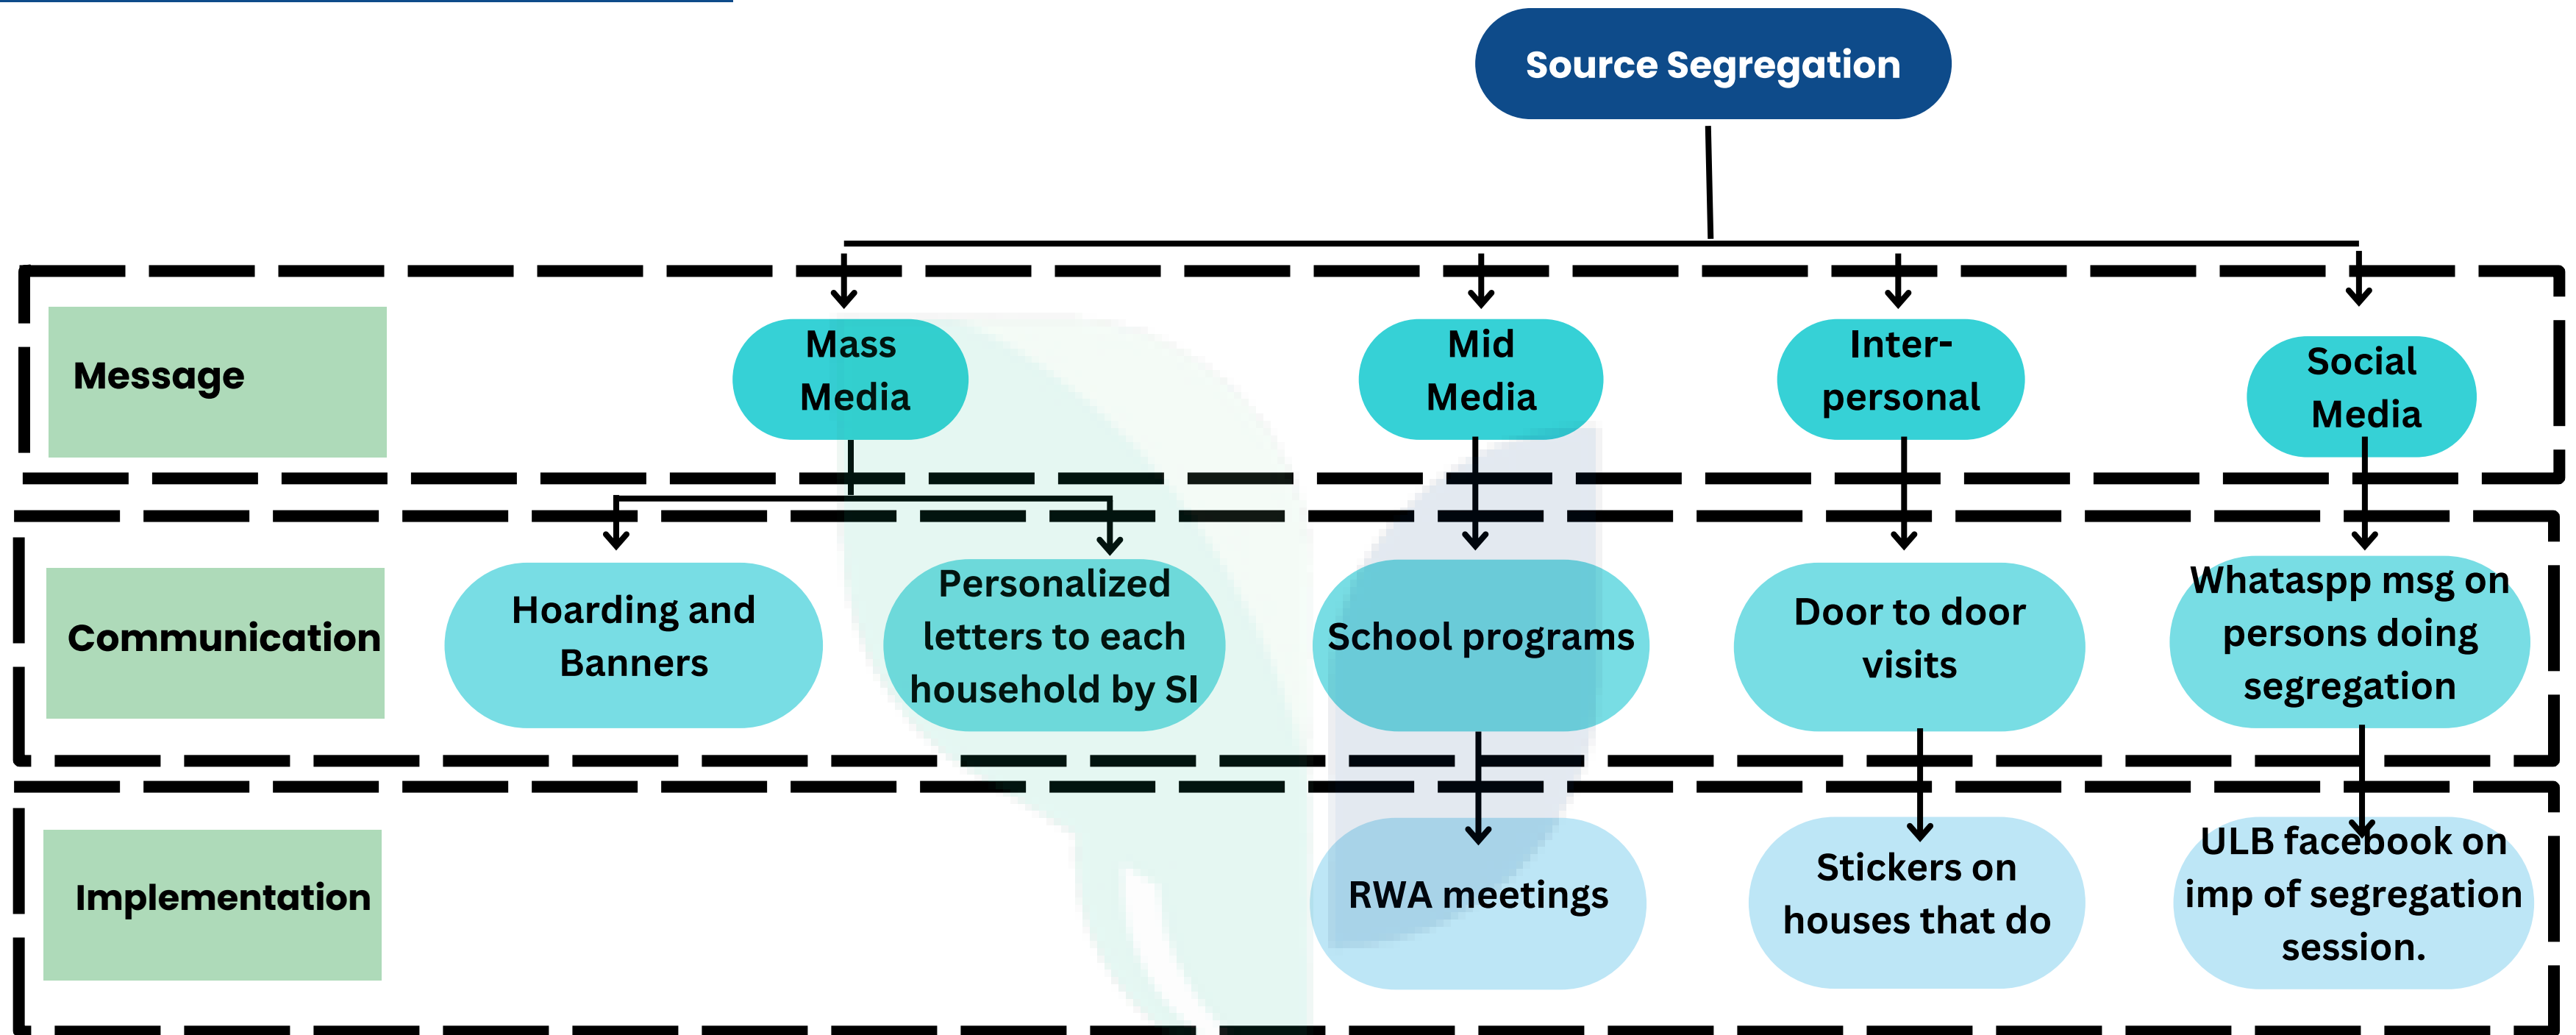 Source Segregation
Message
Mass
Media
Mid
Media
Inter-
personal
Social
Media
Communication
Hoarding and
Banners
Personalized
letters to each
household by SI
School programs
Door to door
visits
Whataspp msg on
persons doing
segregation
Implementation
RWA meetings
Stickers on
houses that do
ULB facebook on
imp of segregation
session.